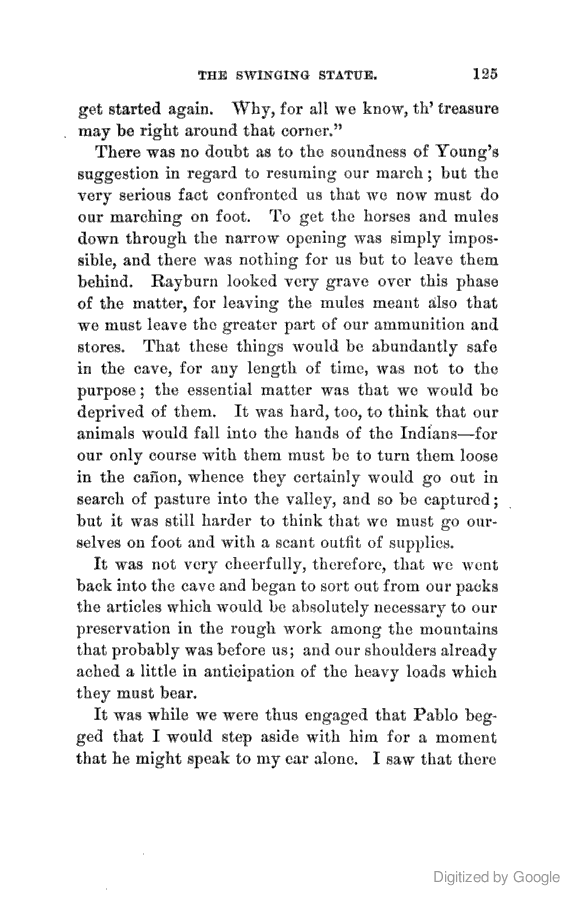 THE SWINGING STATUE. 125
get started again. Why, for all we know, th' treasure
may be right around that corner."
There was no doubt as to the soundness of Young's
suggestion in regard to resuming our march; but the
very serious fact confronted us that we now must do
our marching on foot. To get the horses and mules
down through the narrow opening was simply impos-
sible, and there was nothing for us but to leave them
behind. Rayburn looked very grave over this phase
of the matter, for leaving the mules meant also that
we must leave the greater part of our ammunition and
stores. That these things would be abundantly safe
in the cave, for any length of time, was not to the
purpose; the essential matter was that we would be
deprived of them. It was hard, too, to think that our
animals would fall into the hands of the Indians—for
our only course with them must be to turn them loose
in the cañon, whence they certainly would go out in
search of pasture into the valley, and so be captured;
but it was still harder to think that we must go our-
selves on foot and with a scant outfit of supplies.
It was not very cheerfully, therefore, that we went
back into the cave and began to sort out from our packs
the articles which would be absolutely necessary to our
preservation in the rough work among the mountains
that probably was before us; and our shoulders already
ached a little in anticipation of the heavy loads which
they must bear.
It was while we were thus engaged that Pablo beg-
ged that I would step aside with him for a moment
that he might speak to my ear alone. I saw that there
Digitized by Google